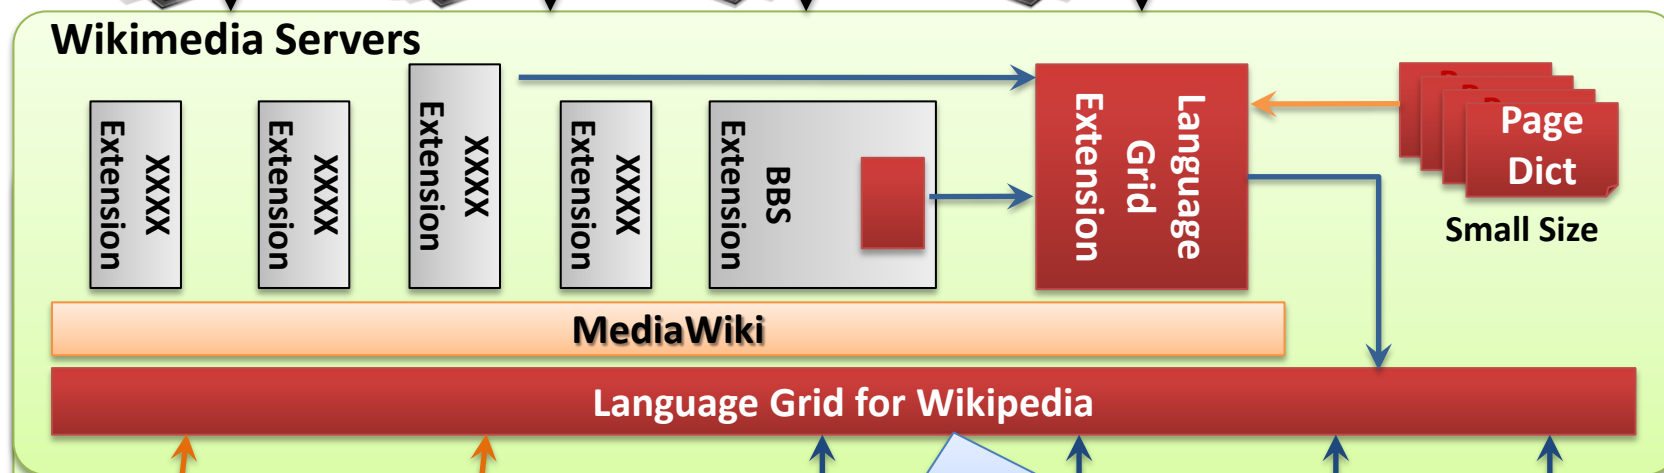 Wikimedia Servers
XXXX
Extension
XXXX
Extension
XXXX
Extension
XXXX
Extension
BBS
Extension
Language
Grid
Extension
Page
Dict
Small Size
MediaWiki
Language Grid for Wikipedia